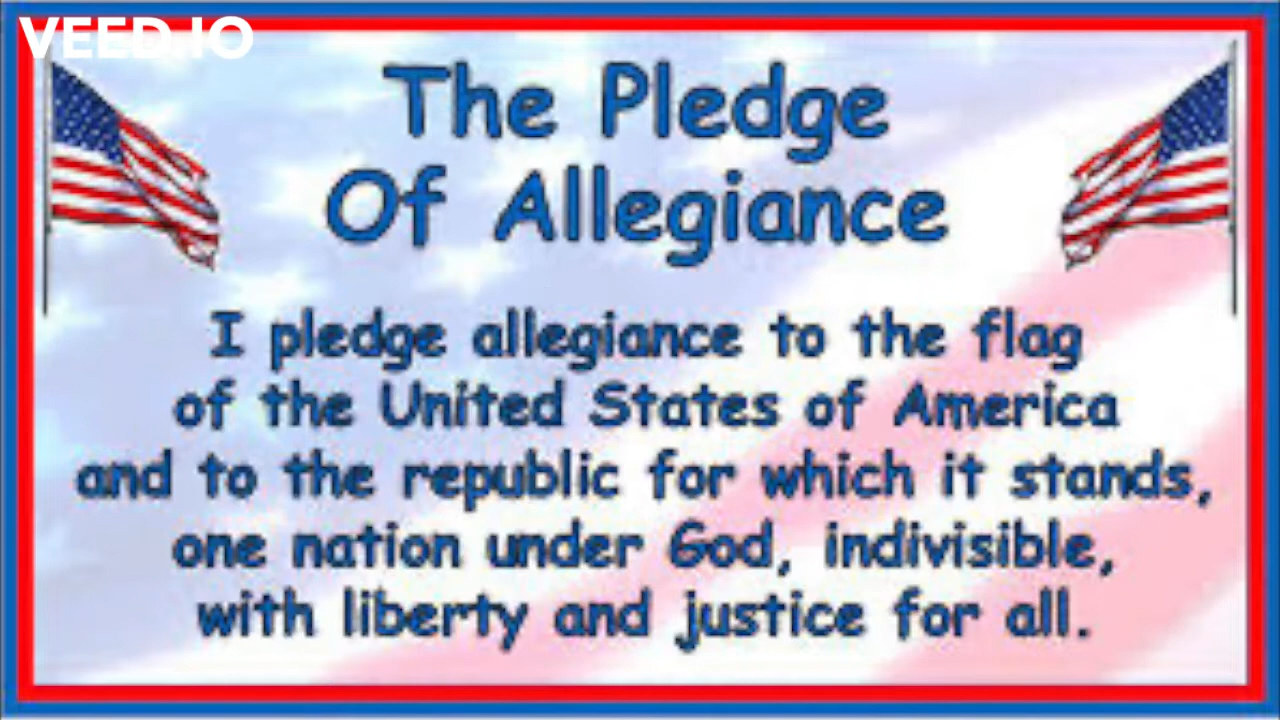 VEED.IO
The Pledge
Of Allegiance
I pledge allegiance to the flag
of the United States of America
and to the republic for which it stands,
one nation under God, indivisible,
with liberty and justice for all.